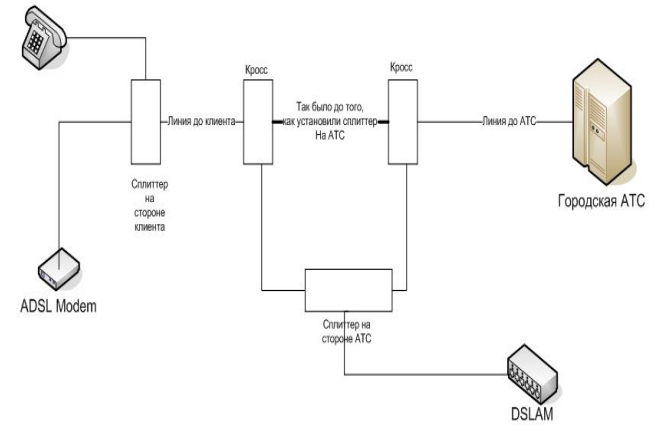 Кросс
Кросс
Линия до клиента
Так было до того,
как установили сплиттер
На АТС
Линия до АТС
Сплиттер
на
стороне
клиента
Городская АТС
ADSL Modem
Сплиттер на
стороне АТС
DSLAM